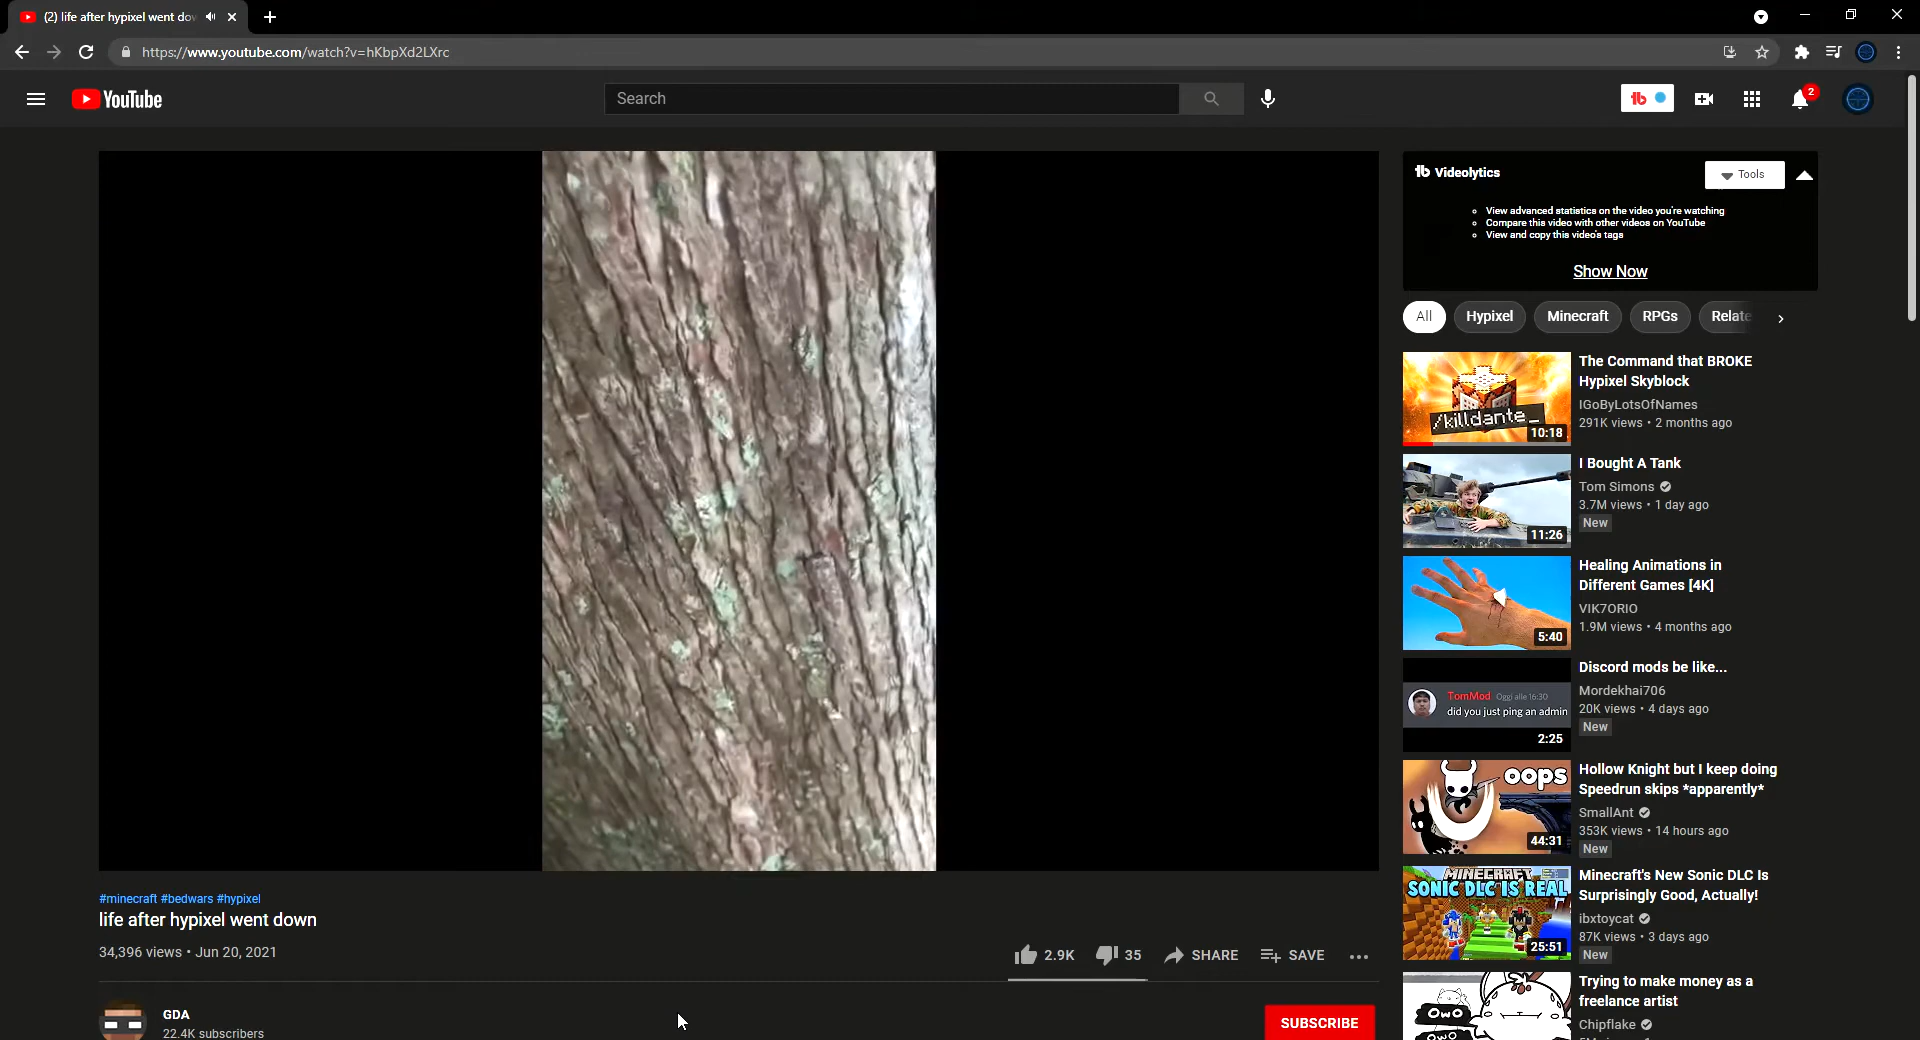 (2) life after hypixel went do
https://www.youtube.com/watch?v=hKbpXd2LXrc
YouTube
Search
2
Videolytics
Tools
View advanced statistics on the video you're watching
Compare this video with other videos on YouTube
View and copy this video's tags
Show Now
All
Hypixel
Minecraft
RPGs
Relate
/killdante_
10:18
The Command that BROKE
Hypixel Skyblock
IGoByLotsOfNames
291K views • 2 months ago
11:26
I Bought A Tank
Tom Simons
3.7M views • 1 day ago
New
5:40
Healing Animations in
Different Games [4K]
VIK7ORIO
1.9M views • 4 months ago
TomMod Oggi alle 16:30
did you just ping an admin
2:25
Discord mods be like...
Mordekhai706
20K views • 4 days ago
New
oops
44:31
Hollow Knight but I keep doing
Speedrun skips *apparently*
SmallAnt
353K views • 14 hours ago
New
MINECRAFT
SONIC DLC IS REAL
25:51
Minecraft's New Sonic DLC Is
Surprisingly Good, Actually!
ibxtoycat
87K views • 3 days ago
New
OwO
OwO
Trying to make money as a
freelance artist
Chipflake
#minecraft #bedwars #hypixel
life after hypixel went down
34,396 views • Jun 20, 2021
2.9K
35
SHARE
SAVE
GDA
22.4K subscribers
SUBSCRIBE